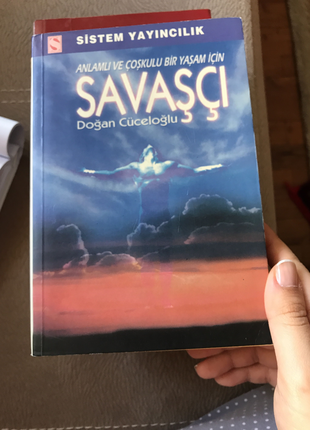 SİSTEM YAYINCILIK
ANLAMLI VE COŞKULU BİR YAŞAM İÇİN
SAVAŞÇI
Doğan Cüceloğlu